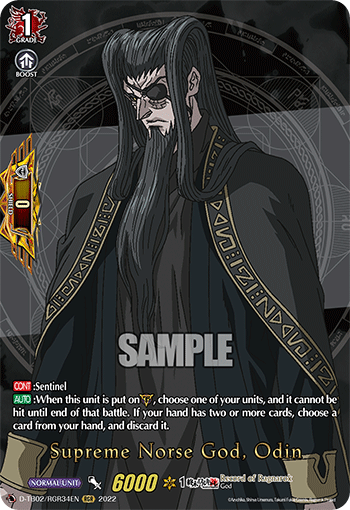 1
GRADE
BOOST
SHIELD
0
SAMPLE
CONT :Sentinel
AUTO :When this unit is put on , choose one of your units, and it cannot be
hit until end of that battle. If your hand has two or more cards, choose a
card from your hand, and discard it.
Supreme Norse God, Odin
NORMAL UNIT 6000 1 Record of Ragnarok
God
D-TB02/RGR34EN RGR 2022